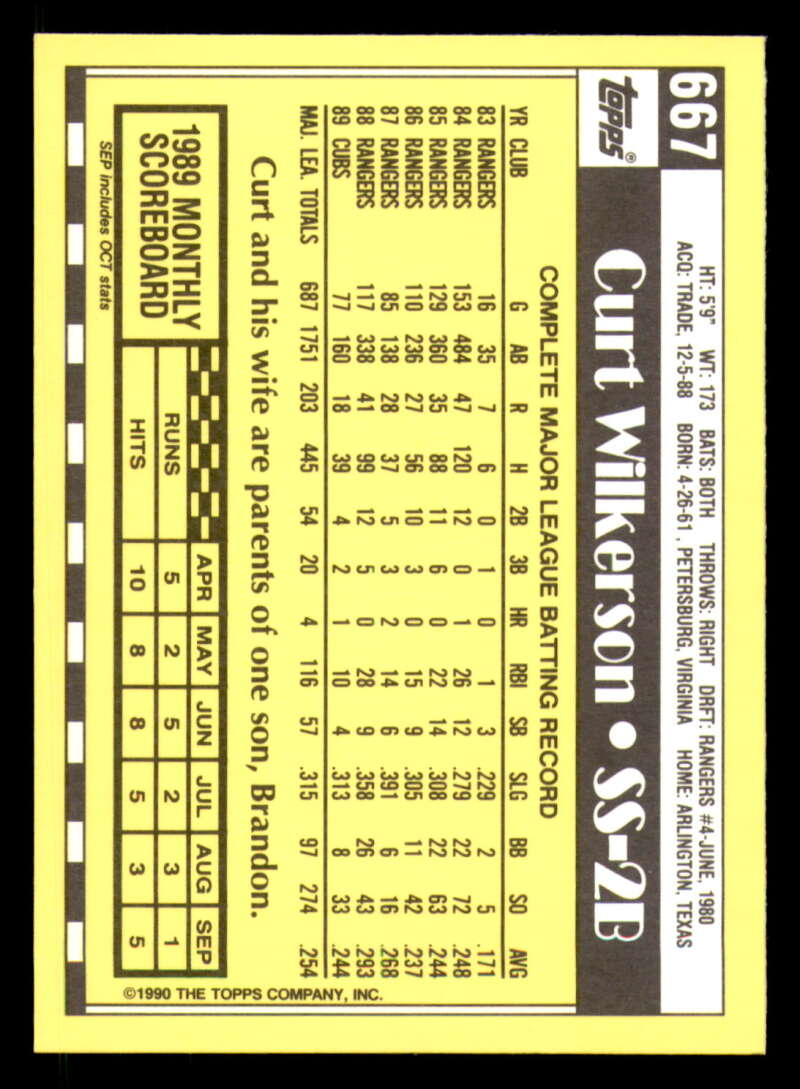 667
HT: 5'9" WT: 173 BATS: BOTH THROWS: RIGHT DRFT: RANGERS #4-JUNE, 1980
ACQ: TRADE, 12-5-88 BORN: 4-26-61, PETERSBURG, VIRGINIA HOME: ARLINGTON, TEXAS
TOPPS®
Curt Wilkerson • SS-2B
COMPLETE MAJOR LEAGUE BATTING RECORD
YR CLUB G AB R H 2B 3B HR RBI SB SLG BB SO AVG
83 RANGERS 16 35 7 6 0 1 0 1 3 .229 2 5 .171
84 RANGERS 153 484 47 120 12 0 1 26 12 .279 22 72 .248
85 RANGERS 129 360 35 88 11 6 0 22 14 .308 22 63 .244
86 RANGERS 110 236 27 56 10 3 0 15 9 .305 11 42 .237
87 RANGERS 85 138 28 37 5 3 2 14 6 .391 6 16 .268
88 RANGERS 117 338 41 99 12 5 0 28 9 .358 26 43 .293
89 CUBS 77 160 18 39 4 2 1 10 4 .313 8 33 .244
MAJ. LEA. TOTALS 687 1751 203 445 54 20 4 116 57 .315 97 274 .254
Curt and his wife are parents of one son, Brandon.
1989 MONTHLY
SCOREBOARD
APR MAY JUN JUL AUG SEP
RUNS 5 2 5 2 3 1
HITS 10 8 8 5 3 5
SEP includes OCT stats
©1990 THE TOPPS COMPANY, INC.